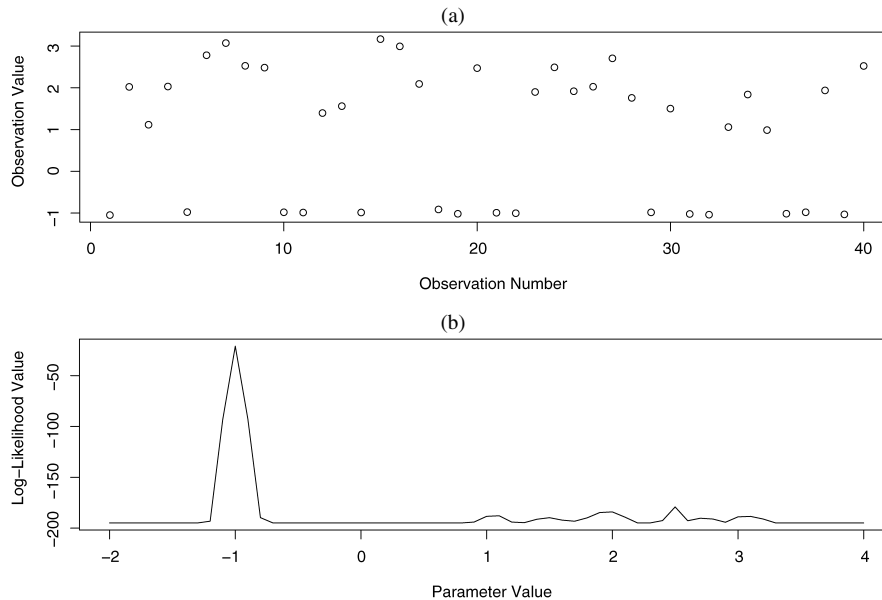 (a)
Observation Value
3
2
1
0
−1
0 10 20 30 40
Observation Number
(b)
Log−Likelihood Value
−50
−100
−150
−200
−2 −1 0 1 2 3 4
Parameter Value